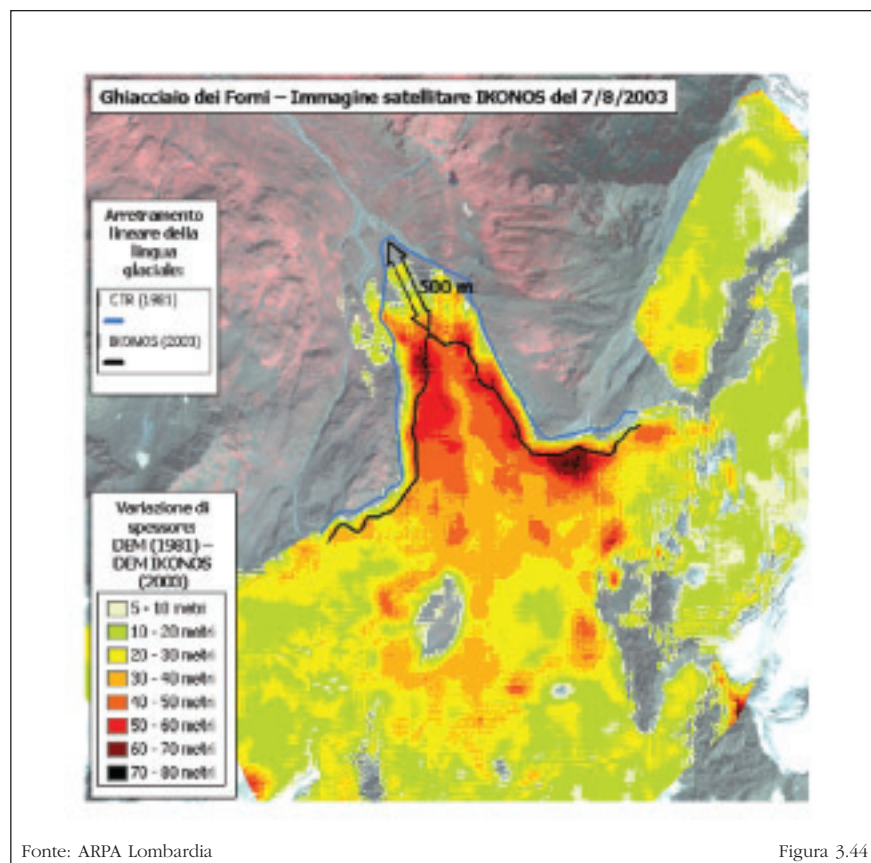 Ghiacciaio dei Forni – Immagine satellitare IKONOS del 7/8/2003
Arretramento
lineare della
lingua
glaciale:
CTR (1981)
IKONOS (2003)
500 m
Variazione di
spessore:
DEM (1981) –
DEM IKONOS
(2003)
5 - 10 metri
10 - 20 metri
20 - 30 metri
30 - 40 metri
40 - 50 metri
50 - 60 metri
60 - 70 metri
70 - 80 metri
Fonte: ARPA Lombardia
Figura 3.44